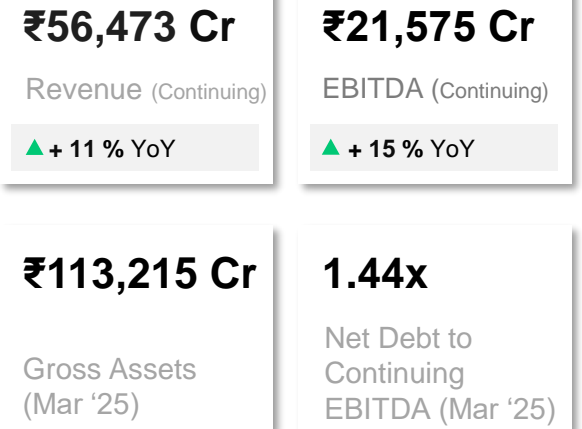 ₹56,473 Cr
Revenue (Continuing)
▲+ 11 % YoY
₹21,575 Cr
EBITDA (Continuing)
▲ + 15 % YoY
₹113,215 Cr
Gross Assets
(Mar ‘25)
1.44x
Net Debt to
Continuing
EBITDA (Mar ‘25)